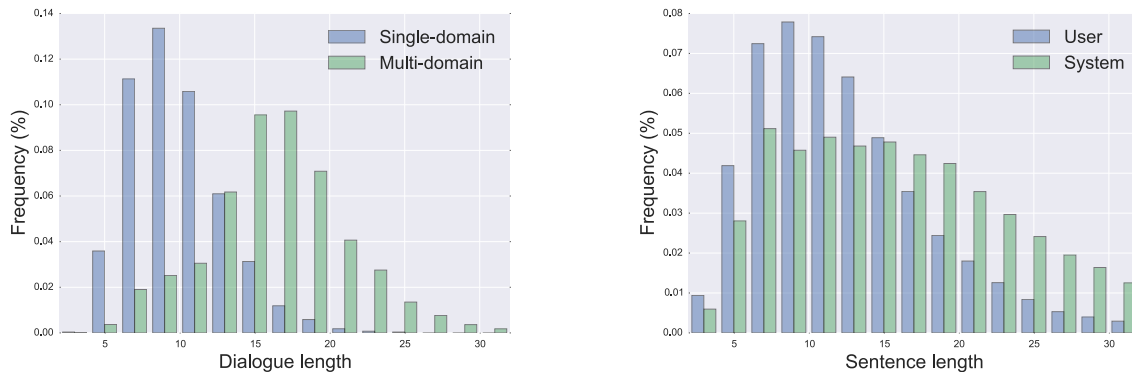 0.14
0.12
0.10
0.08
0.06
0.04
0.02
0.00
Frequency (%)
Single-domain
Multi-domain
5 10 15 20 25 30
Dialogue length
0.08
0.07
0.06
0.05
0.04
0.03
0.02
0.01
0.00
Frequency (%)
User
System
5 10 15 20 25 30
Sentence length